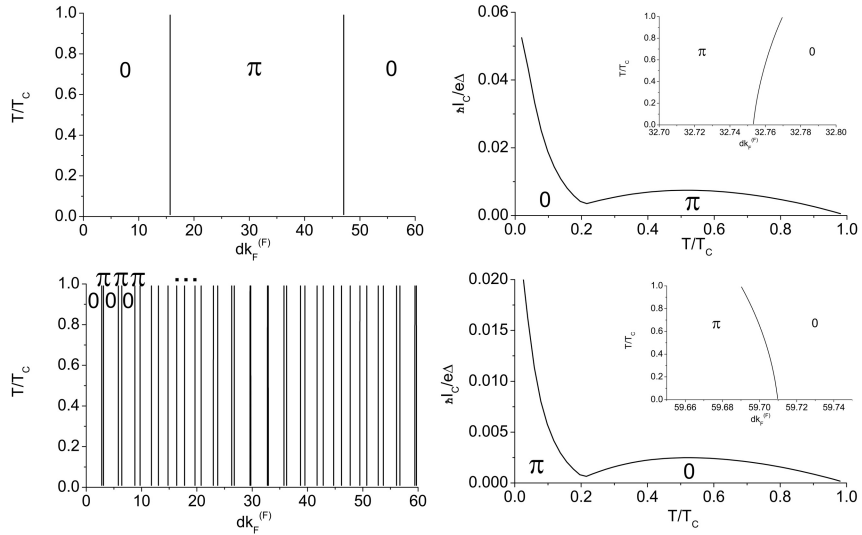 1.0
0.8
0.6
0.4
0.2
0.0
T/T_C
0 π 0
0 10 20 30 40 50 60
dk_F^(F)
0.06
0.04
0.02
0.00
ħI_C/eΔ
0 π
0.0 0.2 0.4 0.6 0.8 1.0
T/T_C
1.0
0.8
0.6
0.4
0.2
0.0
T/T_C
π 0
32.70 32.72 32.74 32.76 32.78 32.80
dk_F^(F)
πππ ...
000
1.0
0.8
0.6
0.4
0.2
0.0
T/T_C
0 10 20 30 40 50 60
dk_F^(F)
0.020
0.015
0.010
0.005
0.000
ħI_C/eΔ
π 0
0.0 0.2 0.4 0.6 0.8 1.0
T/T_C
1.0
0.8
0.6
0.4
0.2
0.0
T/T_C
π 0
59.66 59.68 59.70 59.72 59.74
dk_F^(F)